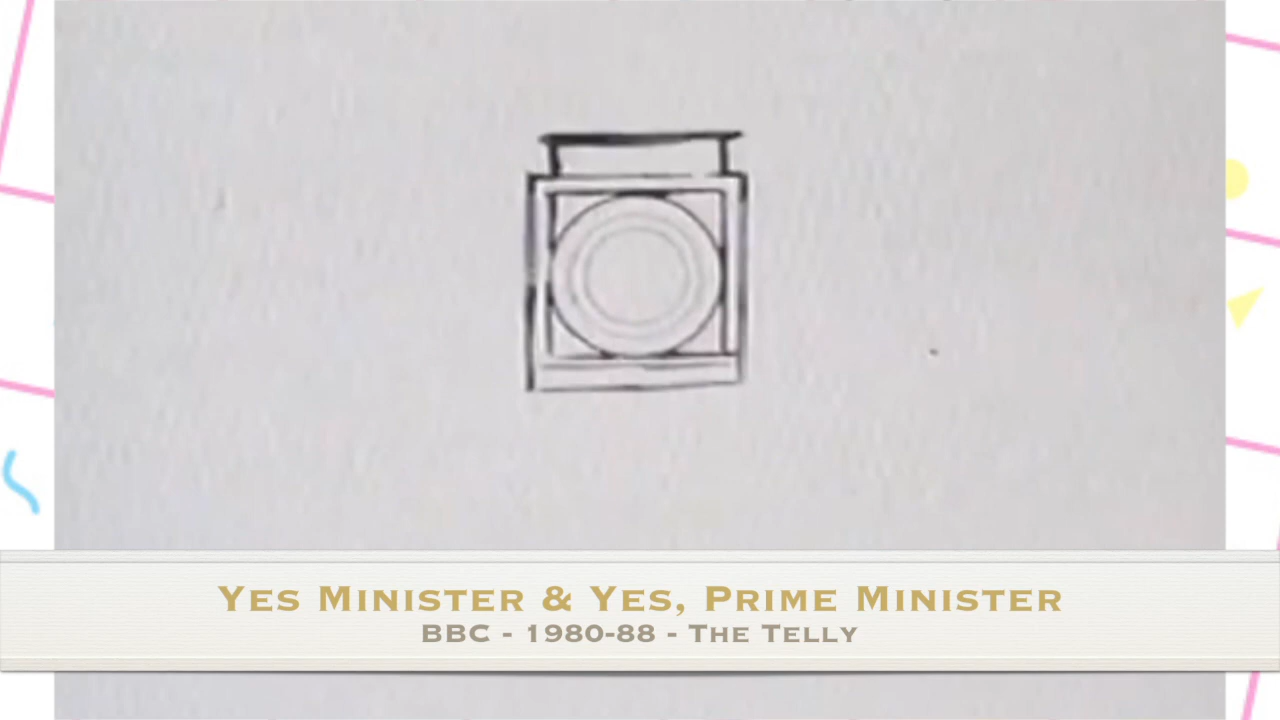 Yes Minister & Yes, Prime Minister
BBC - 1980-88 - The Telly